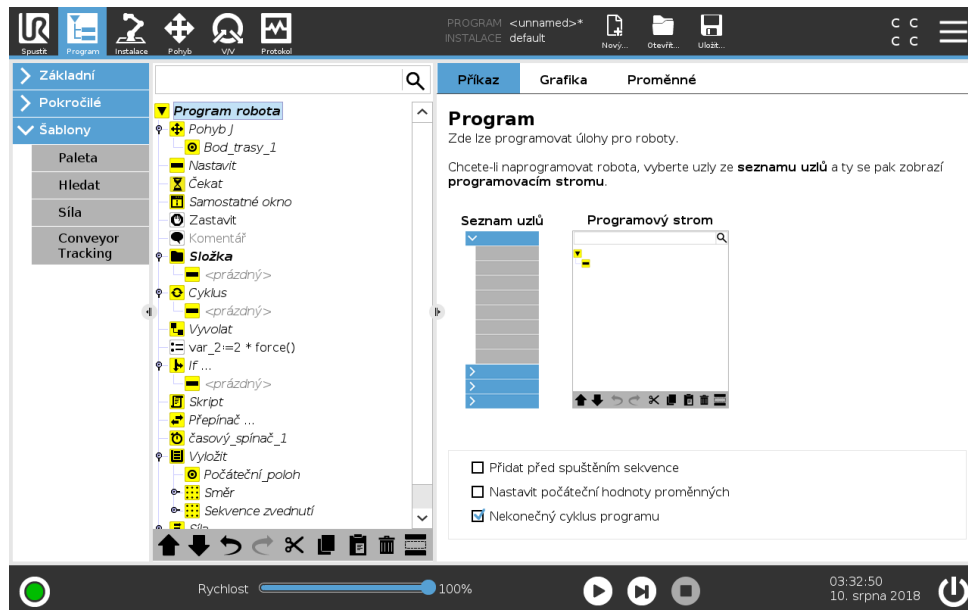 PROGRAM <unnamed>*
INSTALACE default
Spustit
Program
Instalace
Pohyb
V/V
Protokol
Nový...
Otevřít...
Uložit...
C C
C C
Základní
Pokročilé
Šablony
Paleta
Hledat
Síla
Conveyor
Tracking
Program robota
Pohyb J
Bod_trasy_1
Nastavit
Čekat
Samostatné okno
Zastavit
Komentář
Složka
<prázdný>
Cyklus
<prázdný>
Vyvolat
var_2:=2 * force()
If ...
<prázdný>
Skript
Přepínač ...
časový_spínač_1
Vyložit
Počáteční_poloh
Směr
Sekvence zvednutí
Síla
Příkaz Grafika Proměnné
Program
Zde lze programovat úlohy pro roboty.
Chcete-li naprogramovat robota, vyberte uzly ze seznamu uzlů a ty se pak zobrazí
programovacím stromu.
Seznam uzlů
Programový strom
Přidat před spuštěním sekvence
Nastavit počáteční hodnoty proměnných
Nekonečný cyklus programu
Rychlost 100%
03:32:50
10. srpna 2018